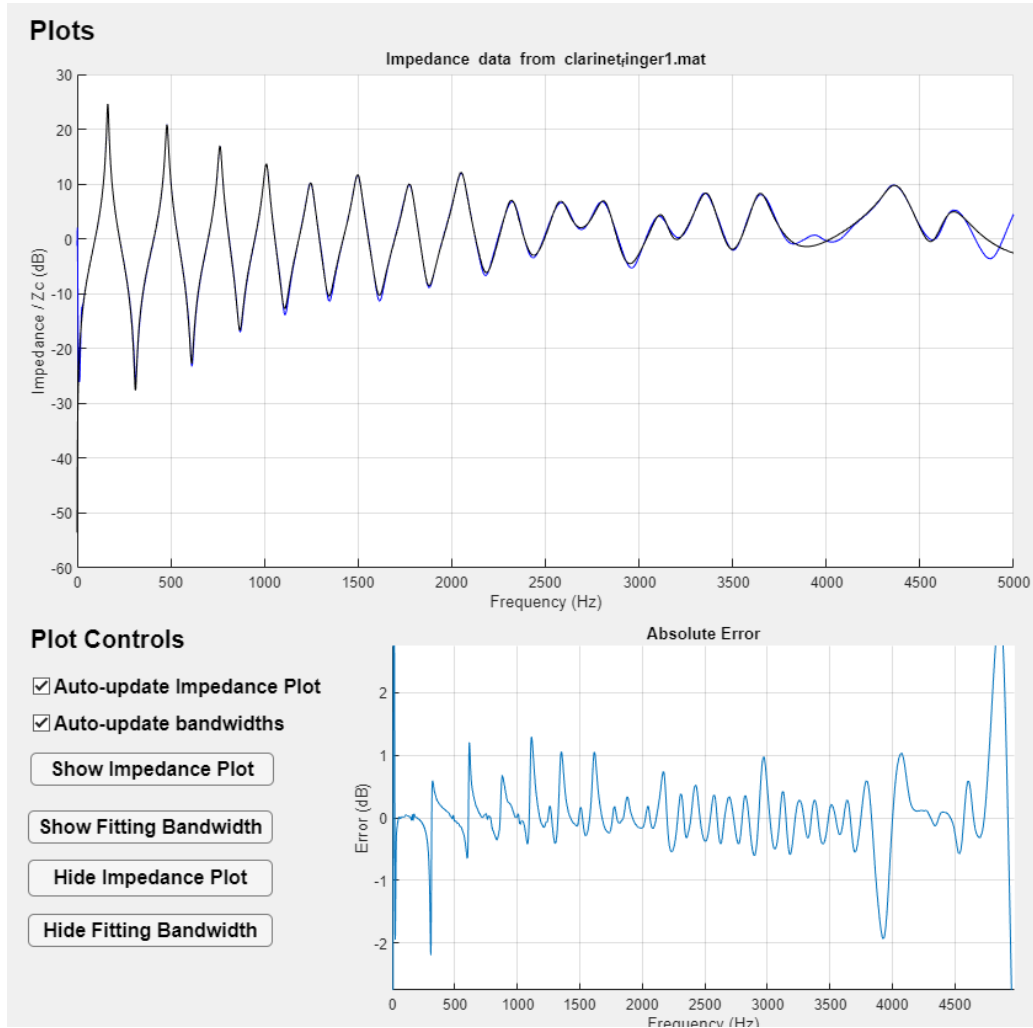 Plots
Impedance data from clarinet_finger1.mat
30
20
10
0
-10
-20
-30
-40
-50
-60
Impedance / Zc (dB)
0 500 1000 1500 2000 2500 3000 3500 4000 4500 5000
Frequency (Hz)
Plot Controls
Auto-update Impedance Plot
Auto-update bandwidths
Show Impedance Plot
Show Fitting Bandwidth
Hide Impedance Plot
Hide Fitting Bandwidth
Absolute Error
2
1
0
-1
-2
Error (dB)
0 500 1000 1500 2000 2500 3000 3500 4000 4500
Frequency (Hz)